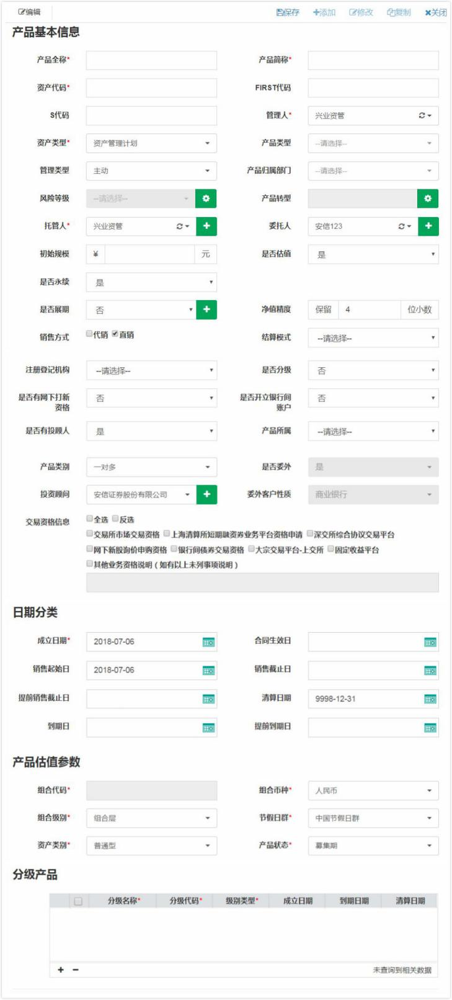 编辑 保存 添加 修改 复制 关闭
产品基本信息
产品全称* 产品简称*
资产代码* FIRST代码
S代码 管理人* 兴业资管
资产类型* 资产管理计划 产品类型 --请选择--
管理类型 主动 产品归属部门 --请选择--
风险等级 --请选择-- 产品转型
托管人* 兴业资管 委托人 安信123
初始规模 ¥ 元 是否估值 是
是否永续 是
是否展期 否 净值精度 保留 4 位小数
销售方式 代销 直销 结算模式 --请选择--
注册登记机构 --请选择-- 是否分级 否
是否有网下打新资格 否 是否开立银行间账户 否
是否有投顾人 是 产品所属 --请选择--
产品类别 一对多 是否委外 是
投资顾问 安信证券股份有限公司 委外客户性质 商业银行
交易资格信息 全选 反选
交易所市场交易资格 上海清算所短期融资券业务平台资格申请 深交所综合协议交易平台
网下新股询价申购资格 银行间债券交易资格 大宗交易平台-上交所 固定收益平台
其他业务资格说明（如有以上未列事项说明）
日期分类
成立日期* 2018-07-06 合同生效日
销售起始日 2018-07-06 销售截止日
提前销售截止日 清算日期 9998-12-31
到期日 提前到期日
产品估值参数
组合代码* 组合币种* 人民币
组合级别* 组合层 节假日群* 中国节假日群
资产类别* 普通型 产品状态* 募集期
分级产品
分级名称* 分级代码* 级别类型* 成立日期 到期日期 清算日期
未查询到相关数据